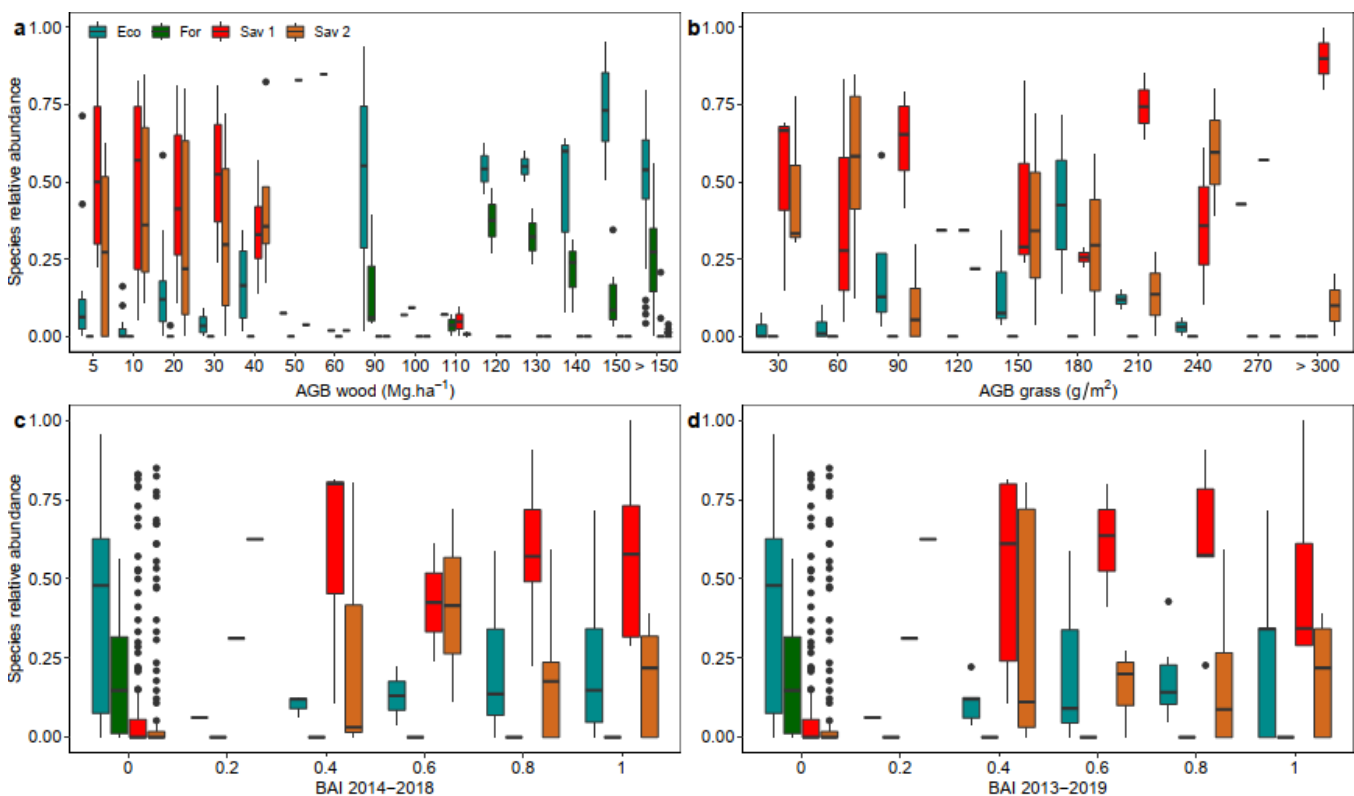 a
Eco For Sav 1 Sav 2
1.00
0.75
0.50
0.25
0.00
Species relative abundance
5 10 20 30 40 50 60 90 100 110 120 130 140 150 > 150
AGB wood (Mg.ha⁻¹)
b
1.00
0.75
0.50
0.25
0.00
30 60 90 120 150 180 210 240 270 > 300
AGB grass (g/m²)
c
1.00
0.75
0.50
0.25
0.00
Species relative abundance
0 0.2 0.4 0.6 0.8 1
BAI 2014−2018
d
1.00
0.75
0.50
0.25
0.00
0 0.2 0.4 0.6 0.8 1
BAI 2013−2019